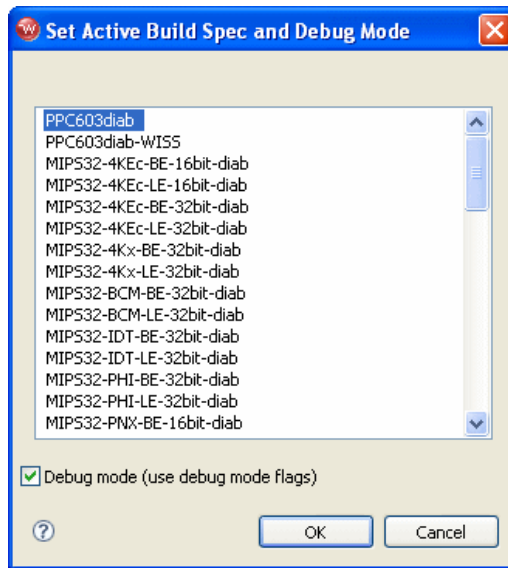 Set Active Build Spec and Debug Mode
PPC603diab
PPC603diab-WISS
MIPS32-4KEc-BE-16bit-diab
MIPS32-4KEc-LE-16bit-diab
MIPS32-4KEc-BE-32bit-diab
MIPS32-4KEc-LE-32bit-diab
MIPS32-4Kx-BE-32bit-diab
MIPS32-4Kx-LE-32bit-diab
MIPS32-BCM-BE-32bit-diab
MIPS32-BCM-LE-32bit-diab
MIPS32-IDT-BE-32bit-diab
MIPS32-IDT-LE-32bit-diab
MIPS32-PHI-BE-32bit-diab
MIPS32-PHI-LE-32bit-diab
MIPS32-PNX-BE-16bit-diab
Debug mode (use debug mode flags)
? OK Cancel